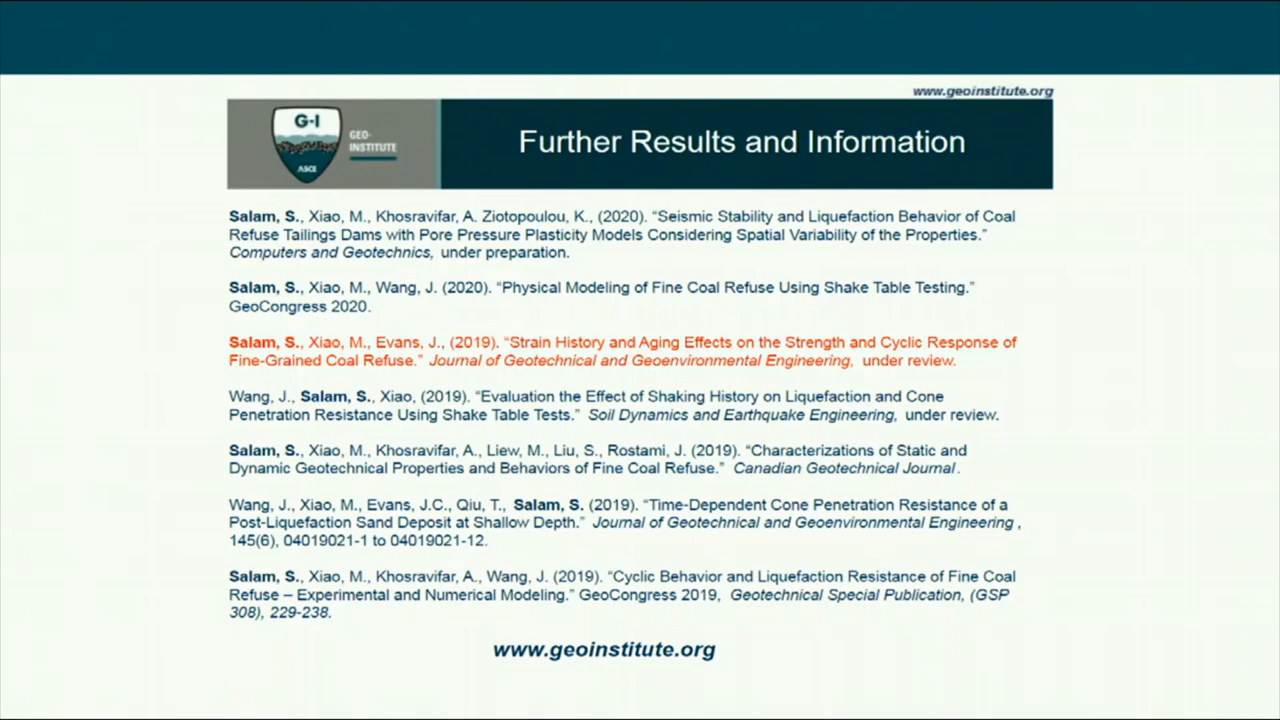 www.geoinstitute.org
G-I
GEO-
INSTITUTE
ASCE
Further Results and Information
Salam, S., Xiao, M., Khosravifar, A. Ziotopoulou, K., (2020). “Seismic Stability and Liquefaction Behavior of Coal
Refuse Tailings Dams with Pore Pressure Plasticity Models Considering Spatial Variability of the Properties.”
Computers and Geotechnics, under preparation.
Salam, S., Xiao, M., Wang, J. (2020). “Physical Modeling of Fine Coal Refuse Using Shake Table Testing.”
GeoCongress 2020.
Salam, S., Xiao, M., Evans, J., (2019). “Strain History and Aging Effects on the Strength and Cyclic Response of
Fine-Grained Coal Refuse.” Journal of Geotechnical and Geoenvironmental Engineering, under review.
Wang, J., Salam, S., Xiao, (2019). “Evaluation the Effect of Shaking History on Liquefaction and Cone
Penetration Resistance Using Shake Table Tests.” Soil Dynamics and Earthquake Engineering, under review.
Salam, S., Xiao, M., Khosravifar, A., Liew, M., Liu, S., Rostami, J. (2019). “Characterizations of Static and
Dynamic Geotechnical Properties and Behaviors of Fine Coal Refuse.” Canadian Geotechnical Journal.
Wang, J., Xiao, M., Evans, J.C., Qiu, T., Salam, S. (2019). “Time-Dependent Cone Penetration Resistance of a
Post-Liquefaction Sand Deposit at Shallow Depth.” Journal of Geotechnical and Geoenvironmental Engineering,
145(6), 04019021-1 to 04019021-12.
Salam, S., Xiao, M., Khosravifar, A., Wang, J. (2019). “Cyclic Behavior and Liquefaction Resistance of Fine Coal
Refuse – Experimental and Numerical Modeling.” GeoCongress 2019, Geotechnical Special Publication, (GSP
308), 229-238.
www.geoinstitute.org